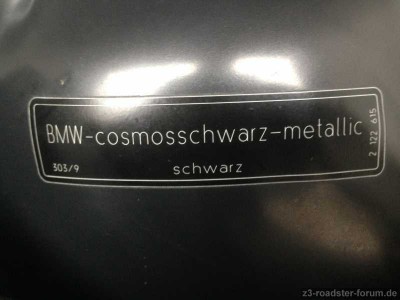 BMW-cosmosschwarz-metallic
303/9
schwarz
2 122 615
z3-roadster-forum.de